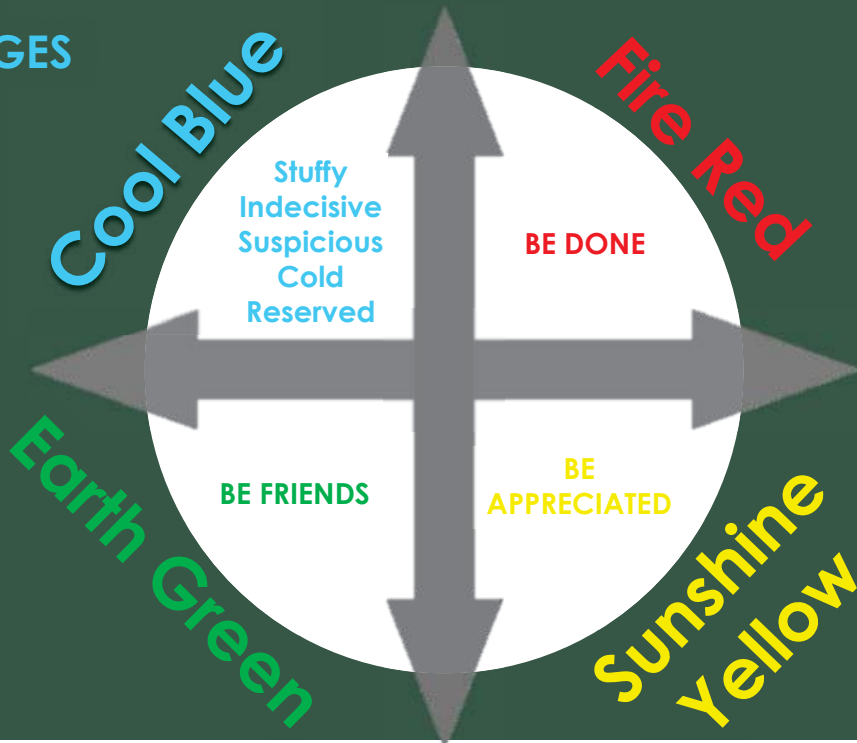 GES
Cool Blue
Fire Red
Stuffy
Indecisive
Suspicious
Cold
Reserved
BE DONE
BE FRIENDS
BE
APPRECIATED
Earth Green
Sunshine
Yellow